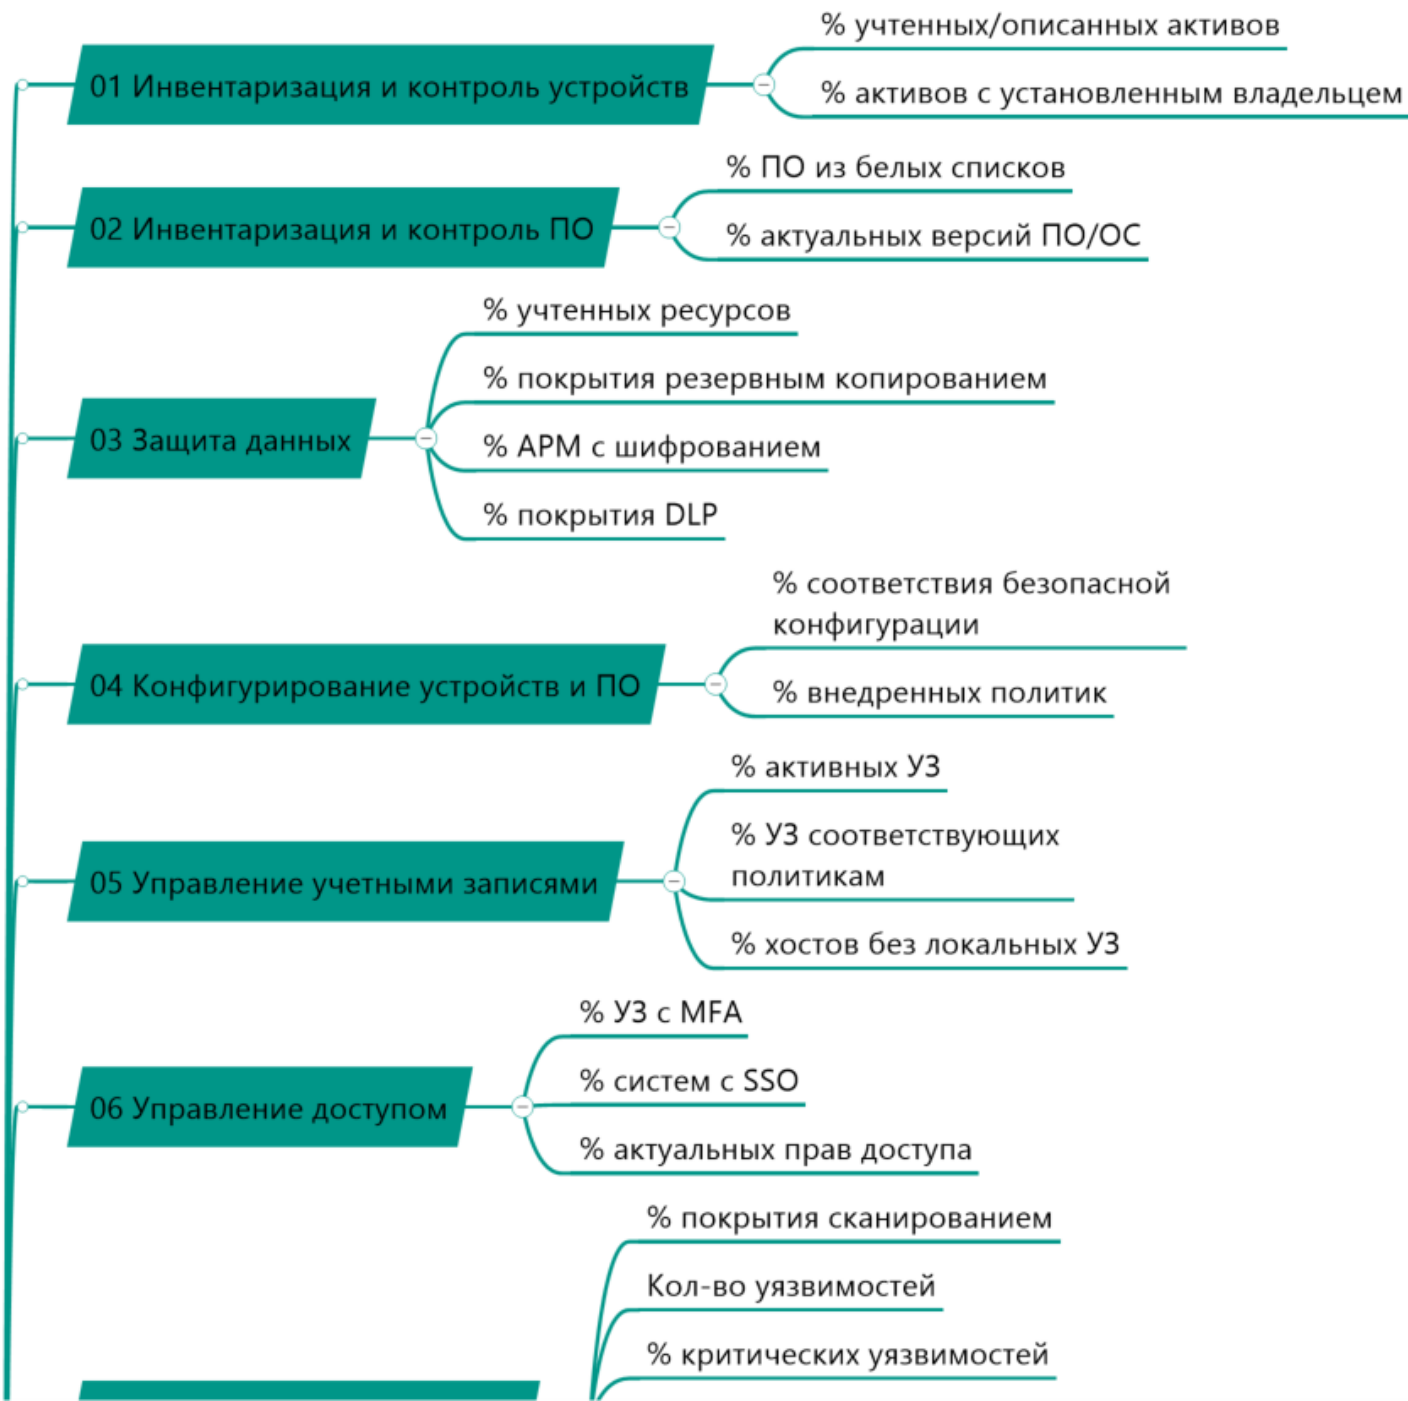 01 Инвентаризация и контроль устройств
% учтенных/описанных активов
% активов с установленным владельцем
02 Инвентаризация и контроль ПО
% ПО из белых списков
% актуальных версий ПО/ОС
03 Защита данных
% учтенных ресурсов
% покрытия резервным копированием
% АРМ с шифрованием
% покрытия DLP
04 Конфигурирование устройств и ПО
% соответствия безопасной
конфигурации
% внедренных политик
05 Управление учетными записями
% активных УЗ
% УЗ соответствующих
политикам
% хостов без локальных УЗ
06 Управление доступом
% УЗ с MFA
% систем с SSO
% актуальных прав доступа
% покрытия сканированием
Кол-во уязвимостей
% критических уязвимостей